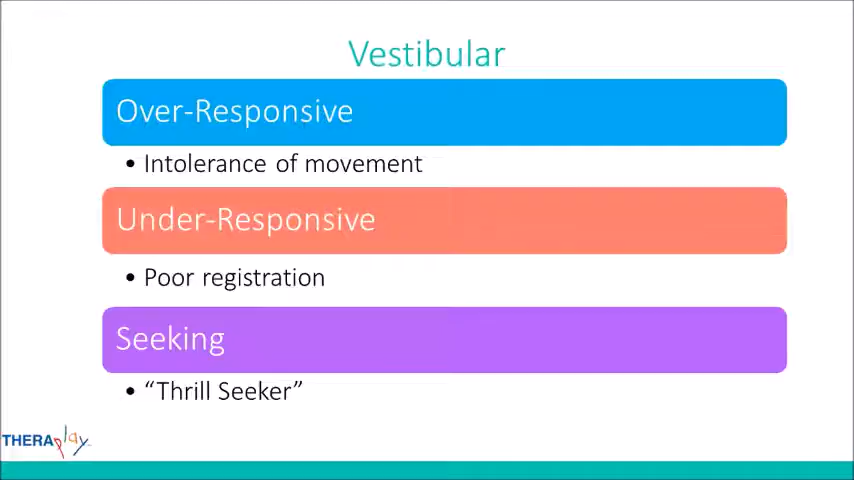 Vestibular
Over-Responsive
• Intolerance of movement
Under-Responsive
• Poor registration
Seeking
• “Thrill Seeker”
THERAplay